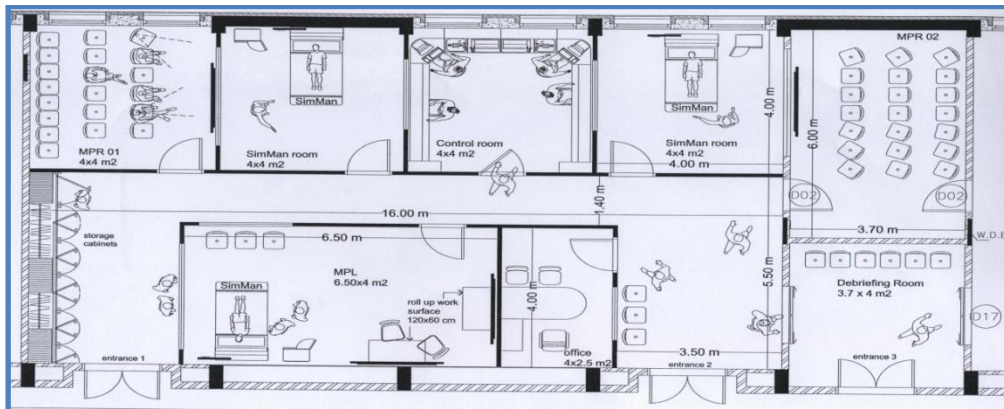 MPR 01
4x4 m2
SimMan
SimMan room
4x4 m2
Control room
4x4 m2
SimMan
SimMan room
4x4 m2
4.00 m
4.00 m
MPR 02
6.00 m
D02
D02
3.70 m
W.D.B
storage
cabinets
16.00 m
1.40 m
6.50 m
MPL
6.50x4 m2
SimMan
roll up work
surface
120x60 cm
4.00 m
office
4x2.5 m2
5.50 m
3.50 m
Debriefing Room
3.7 x 4 m2
D17
entrance 1
entrance 2
entrance 3